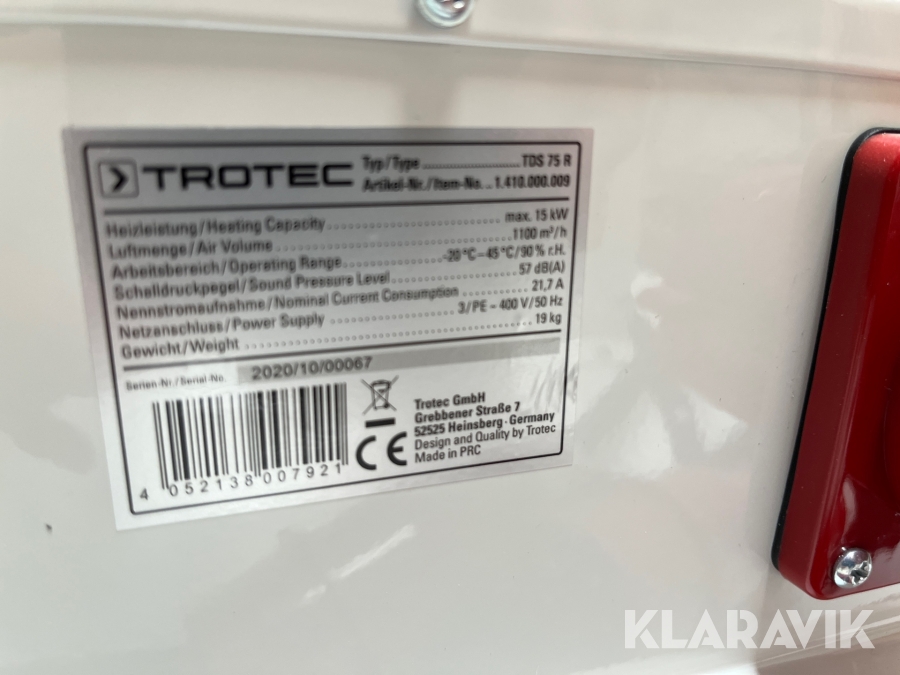 TROTEC
Typ/Type ........................ TDS 75 R
Artikel-Nr./Item-No. .. 1.410.000.009
Heizleistung/Heating Capacity ........................ max. 15 kW
Luftmenge/Air Volume ........................ 1100 m³/h
Arbeitsbereich/Operating Range ........................ -20 °C – 45 °C/90 % r.H.
Schalldruckpegel/Sound Pressure Level ........................ 57 dB(A)
Nennstromaufnahme/Nominal Current Consumption ........... 21,7 A
Netzanschluss/Power Supply ........................ 3/PE ~ 400 V/50 Hz
Gewicht/Weight ........................ 19 kg
Serien-Nr./Serial-No. 2020/10/00067
4 052138 007921
CE
Trotec GmbH
Grebbener Straße 7
52525 Heinsberg · Germany
Design and Quality by Trotec
Made in PRC
KLARAVIK